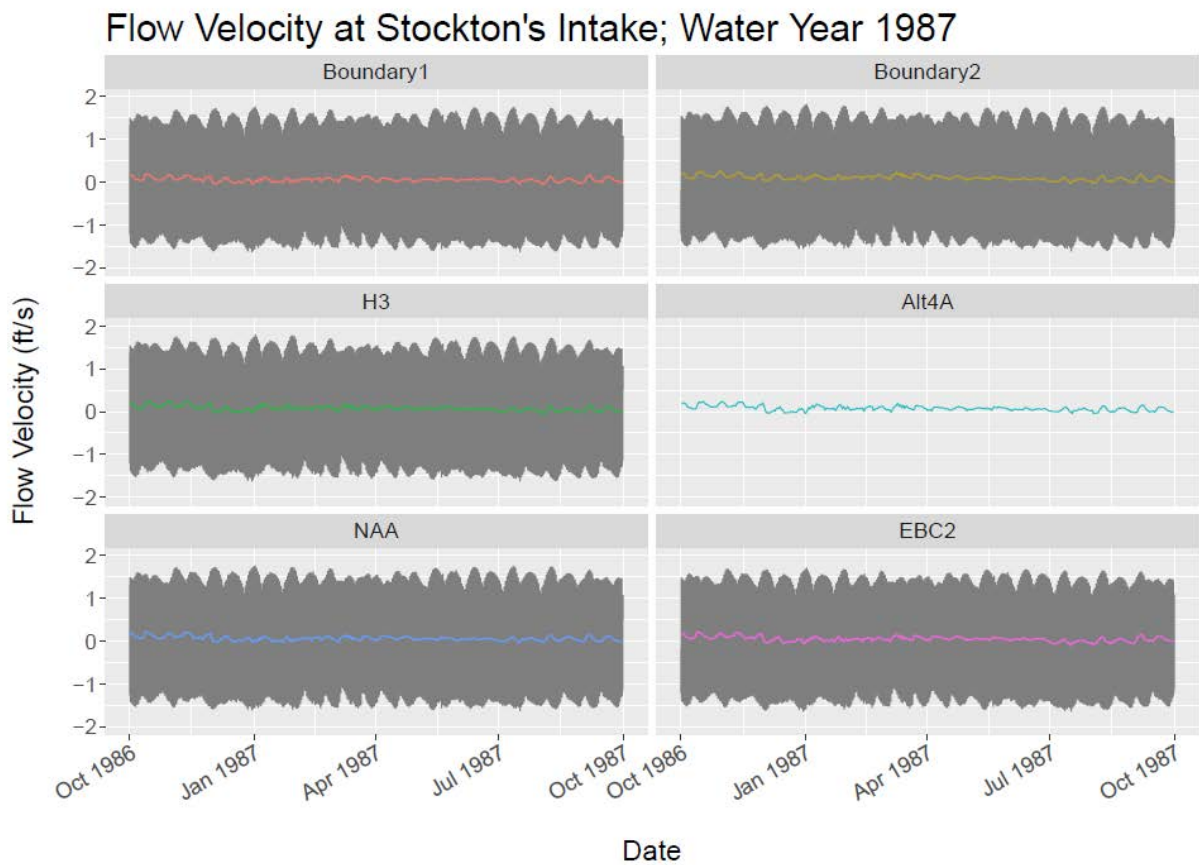 Flow Velocity at Stockton's Intake; Water Year 1987
Boundary1
Boundary2
2
1
0
−1
−2
H3
Alt4A
2
1
0
−1
−2
NAA
EBC2
2
1
0
−1
−2
Flow Velocity (ft/s)
Oct 1986
Jan 1987
Apr 1987
Jul 1987
Oct 1987
Oct 1986
Jan 1987
Apr 1987
Jul 1987
Oct 1987
Date